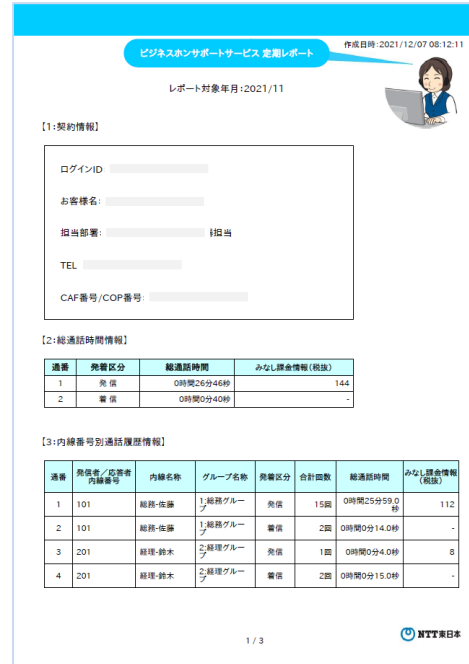 作成日時:2021/12/07 08:12:11
ビジネスホンサポートサービス 定期レポート
レポート対象年月:2021/11
【1:契約情報】
ログインID
お客様名:
担当部署: 担当
TEL
CAF番号/COP番号:
【2:総通話時間情報】
通番 発着区分 総通話時間 みなし課金情報(税抜)
1 発信 0時間26分46秒 144
2 着信 0時間0分40秒 -
【3:内線番号別通話履歴情報】
通番 発信者／応答者 内線番号 内線名称 グループ名称 発着区分 合計回数 総通話時間 みなし課金情報(税抜)
1 101 総務-佐藤 1:総務グループ 発信 15回 0時間25分59.0秒 112
2 101 総務-佐藤 1:総務グループ 着信 2回 0時間0分14.0秒 -
3 201 経理-鈴木 2:経理グループ 発信 1回 0時間0分4.0秒 8
4 201 経理-鈴木 2:経理グループ 着信 2回 0時間0分15.0秒 -
1 / 3
NTT東日本